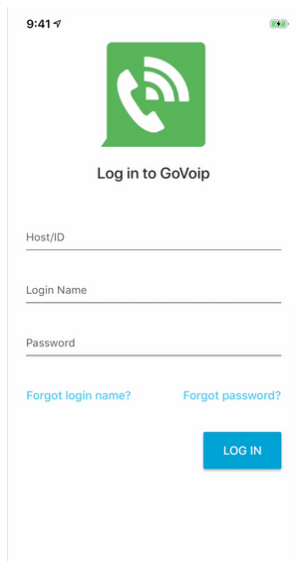 9:41
Log in to GoVoip
Host/ID
Login Name
Password
Forgot login name? Forgot password?
LOG IN